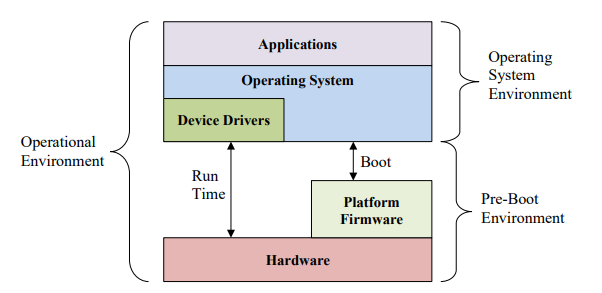 Applications
Operating System
Device Drivers
Operating
System
Environment
Operational
Environment
Run
Time
Boot
Platform
Firmware
Pre-Boot
Environment
Hardware